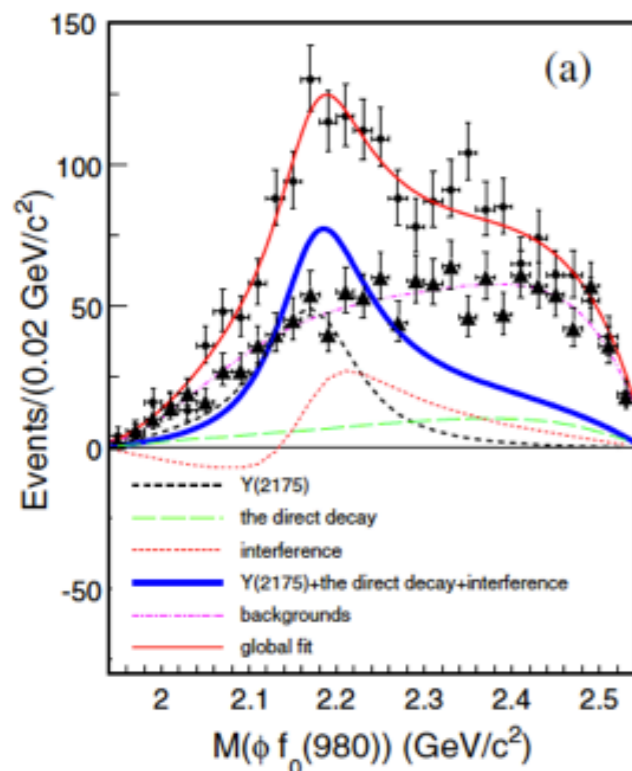 150
(a)
100
50
0
-50
Events/(0.02 GeV/c²)
Y(2175)
the direct decay
interference
Y(2175)+the direct decay+interference
backgrounds
global fit
2 2.1 2.2 2.3 2.4 2.5
M(ϕ f₀(980)) (GeV/c²)